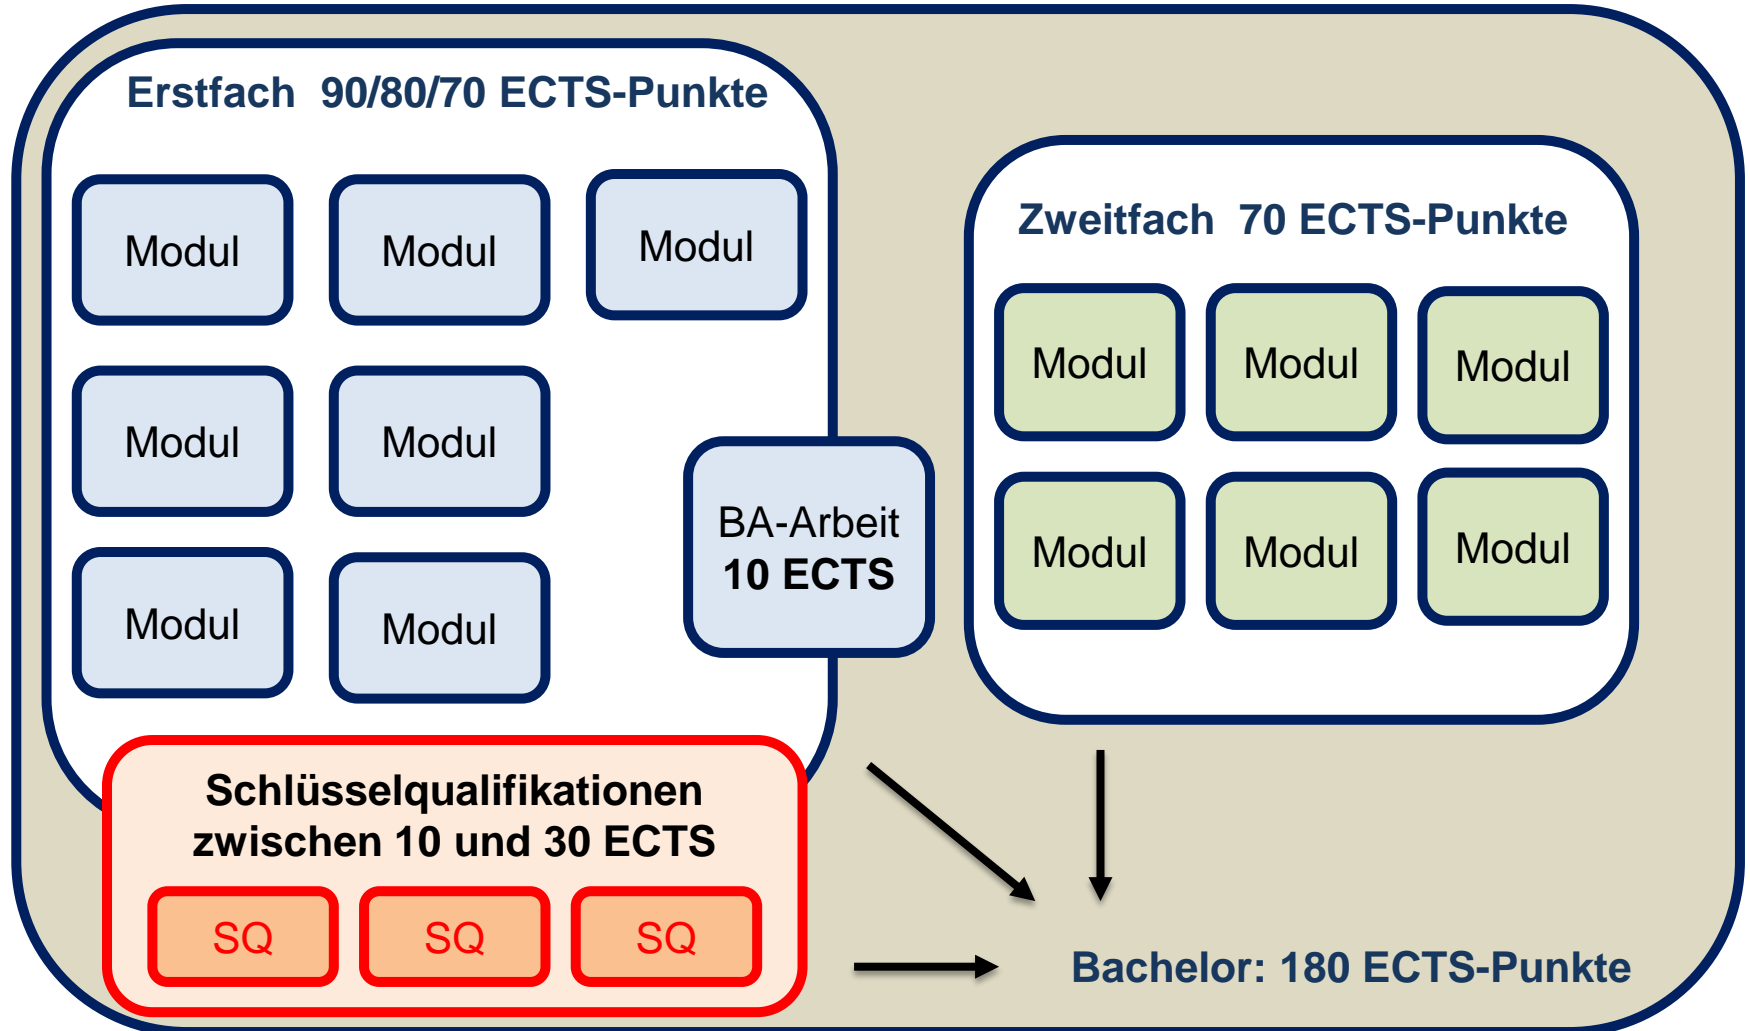 Erstfach 90/80/70 ECTS-Punkte
Modul
Modul
Modul
Modul
Modul
Modul
Modul
BA-Arbeit
10 ECTS
Zweitfach 70 ECTS-Punkte
Modul
Modul
Modul
Modul
Modul
Modul
Schlüsselqualifikationen
zwischen 10 und 30 ECTS
SQ
SQ
SQ
Bachelor: 180 ECTS-Punkte